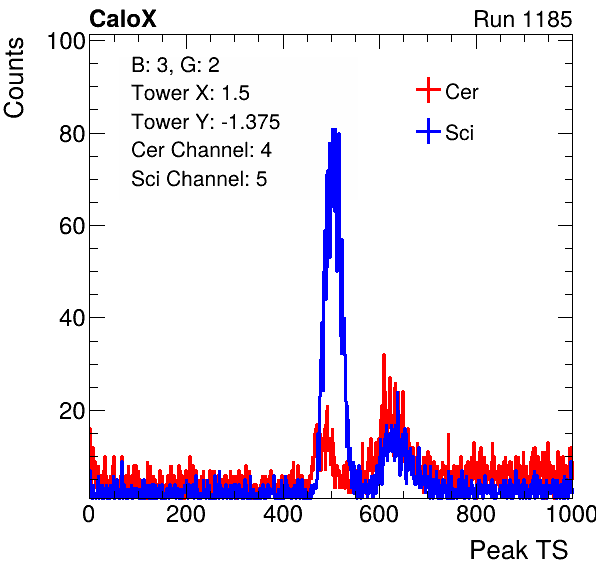 CaloX Run 1185
Counts
100
80
60
40
20
B: 3, G: 2
Tower X: 1.5
Tower Y: -1.375
Cer Channel: 4
Sci Channel: 5
Cer
Sci
0 200 400 600 800 1000
Peak TS